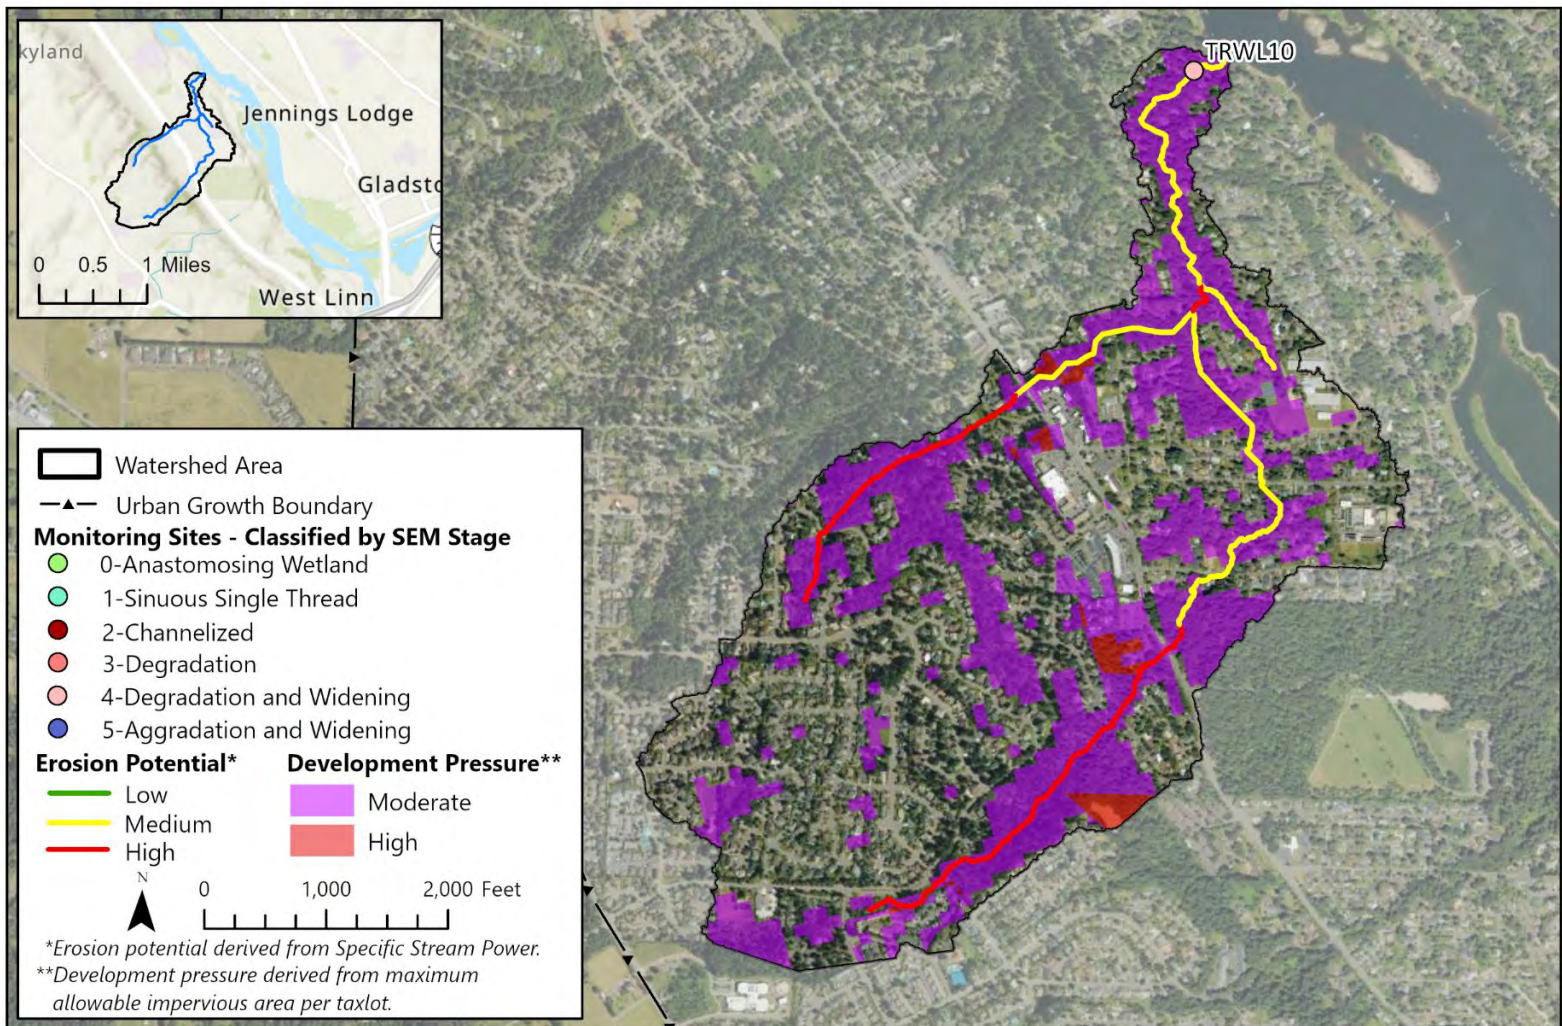 kyland
Jennings Lodge
Gladsto
0 0.5 1 Miles
West Linn
TRWL10
Watershed Area
Urban Growth Boundary
Monitoring Sites - Classified by SEM Stage
0-Anastomosing Wetland
1-Sinuous Single Thread
2-Channelized
3-Degradation
4-Degradation and Widening
5-Aggradation and Widening
Erosion Potential* Development Pressure**
Low
Moderate
Medium
High
High
N
0 1,000 2,000 Feet
*Erosion potential derived from Specific Stream Power.
**Development pressure derived from maximum
allowable impervious area per taxlot.